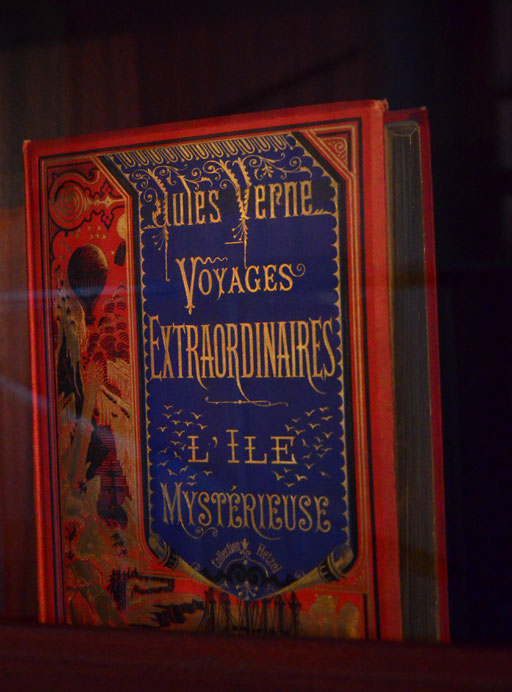 Jules Verne
Voyages
Extraordinaires
L'Ile
Mystérieuse
Collection Hetzel